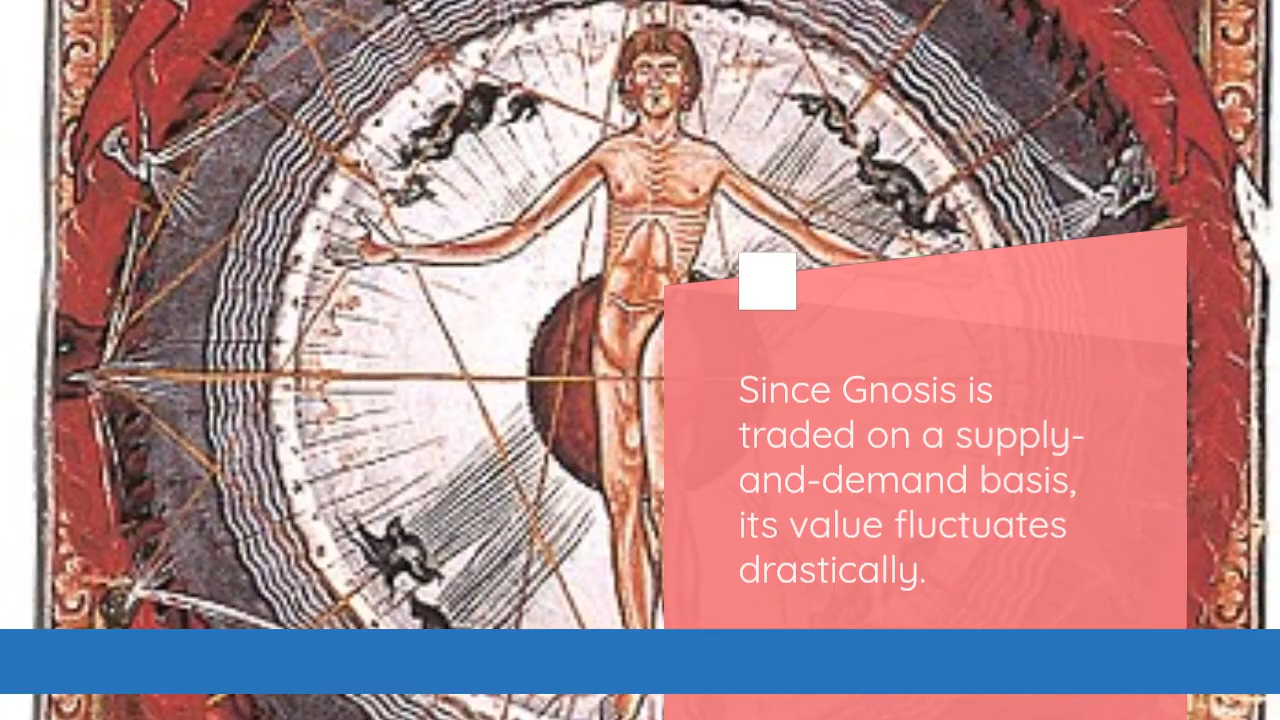 Since Gnosis is
traded on a supply-
and-demand basis,
its value fluctuates
drastically.